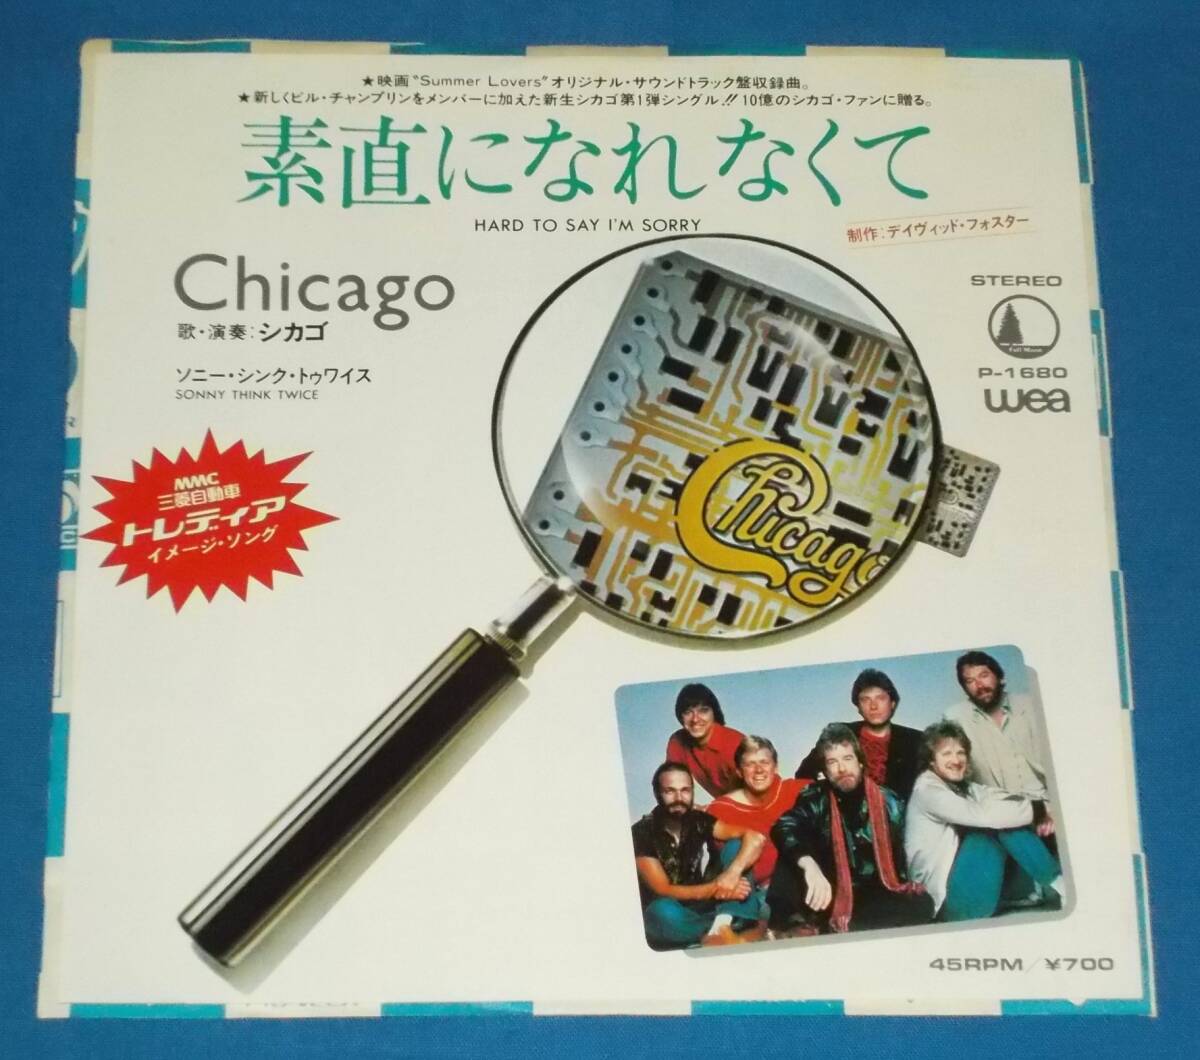 ★映画"Summer Lovers"オリジナル・サウンドトラック盤収録曲。
★新しくビル・チャンプリンをメンバーに加えた新生シカゴ第1弾シングル!! 10億のシカゴ・ファンに贈る。
素直になれなくて
HARD TO SAY I'M SORRY
制作:デイヴィッド・フォスター
Chicago
歌・演奏:シカゴ
ソニー・シンク・トゥワイス
SONNY THINK TWICE
STEREO
Full Moon
P-1680
wea
MMC
三菱自動車
トレディア
イメージ・ソング
Chicago
45RPM/¥700